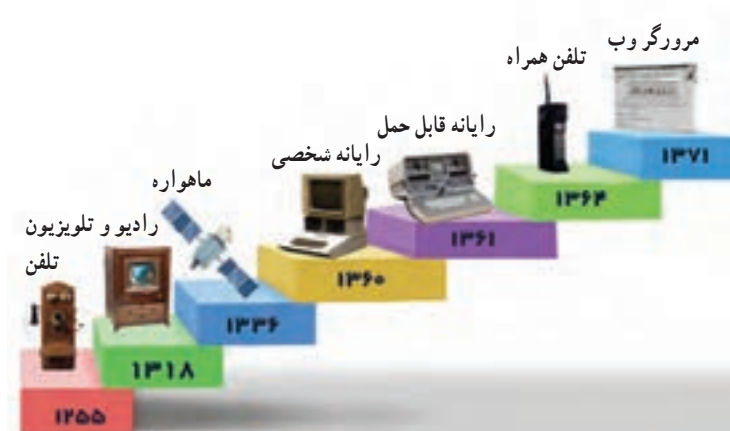 تلفن
۱۲۵۵
رادیو و تلویزیون
۱۳۱۸
ماهواره
۱۳۳۶
رایانه شخصی
۱۳۶۰
رایانه قابل حمل
۱۳۶۱
تلفن همراه
۱۳۶۴
مرورگر وب
۱۳۷۱